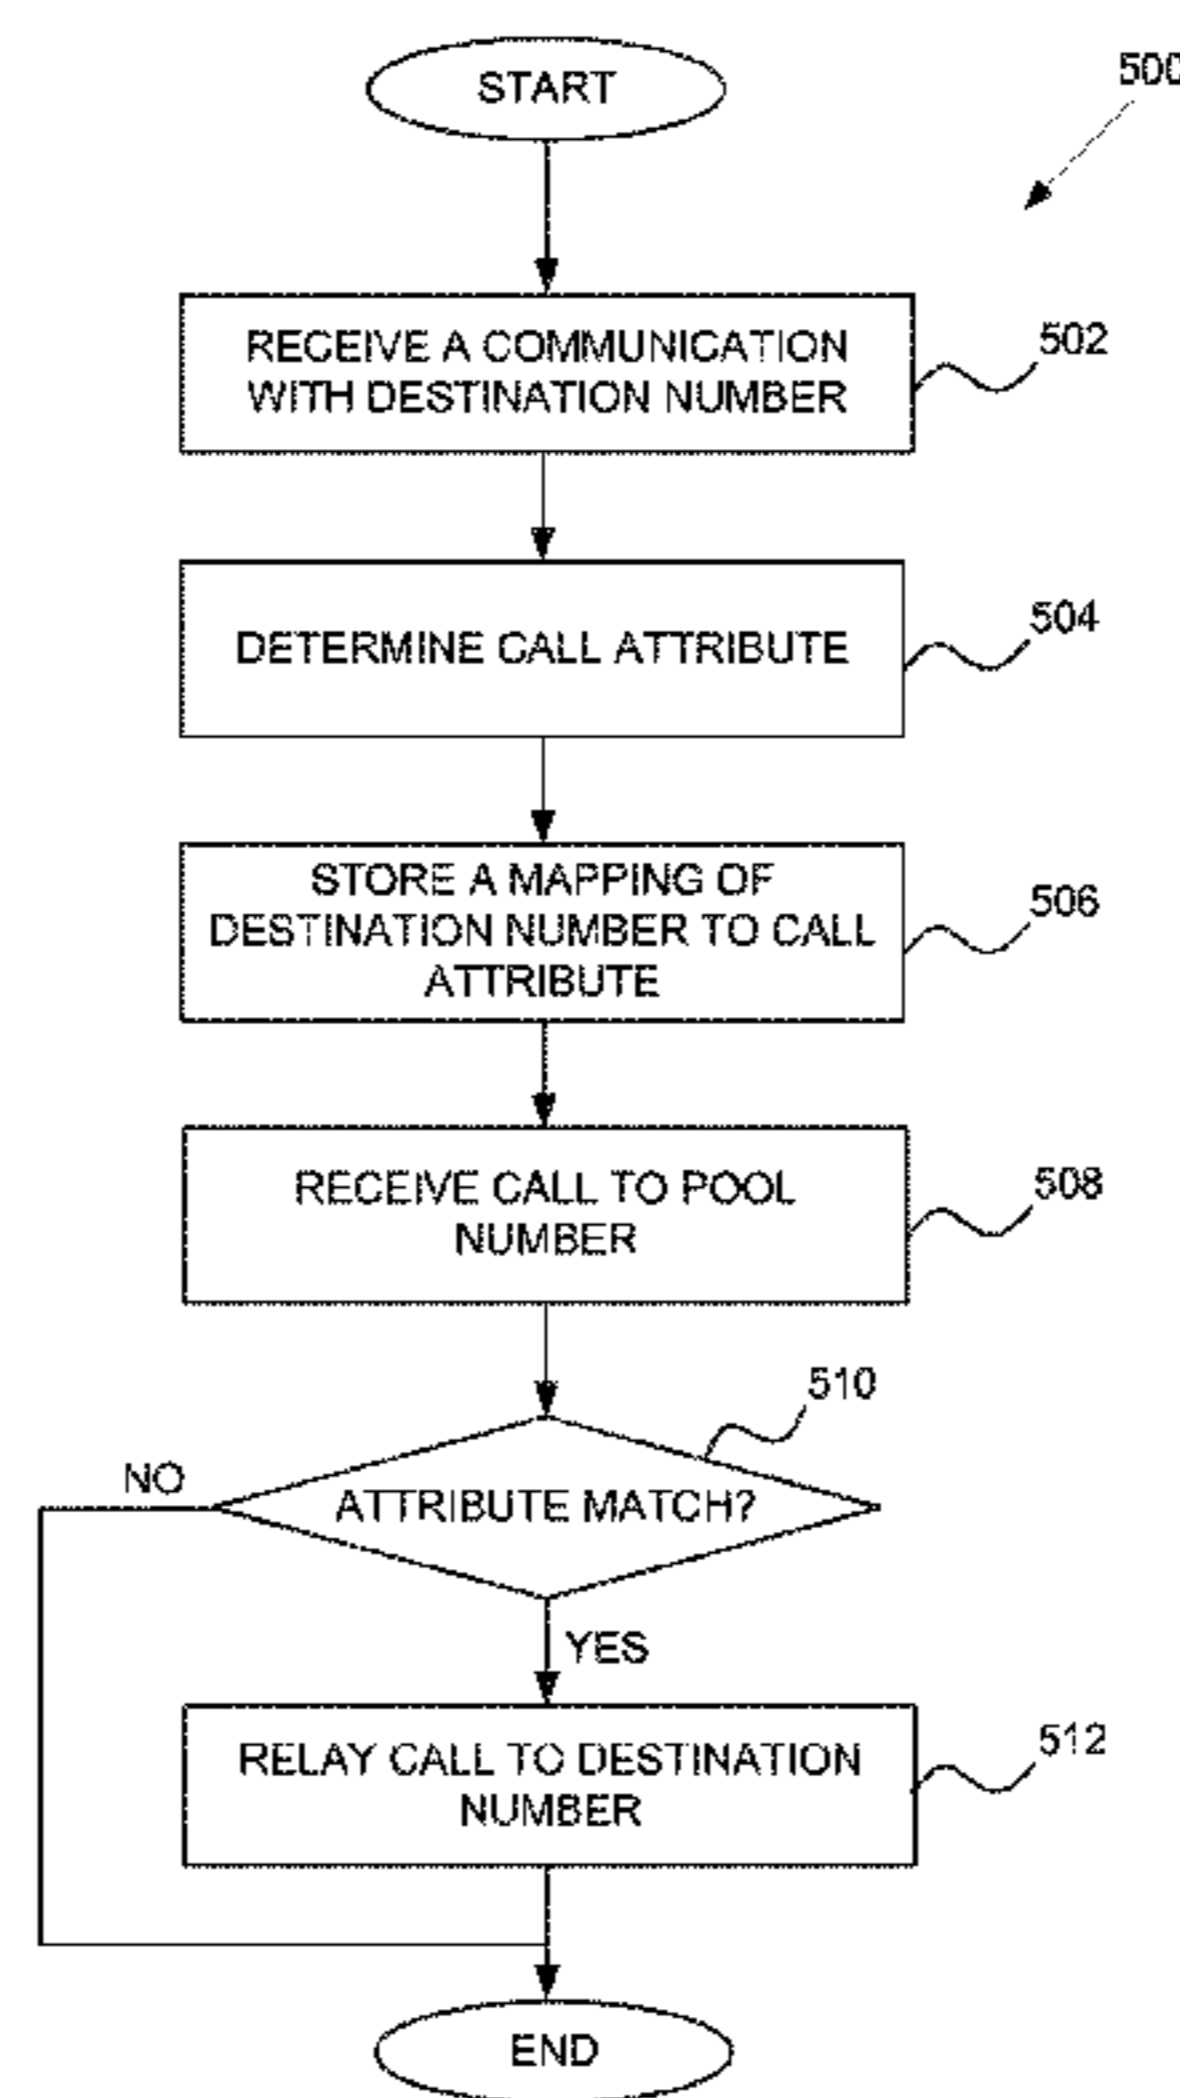 START
500
RECEIVE A COMMUNICATION
WITH DESTINATION NUMBER
502
DETERMINE CALL ATTRIBUTE
504
STORE A MAPPING OF
DESTINATION NUMBER TO CALL
ATTRIBUTE
506
RECEIVE CALL TO POOL
NUMBER
508
510
NO
ATTRIBUTE MATCH?
YES
RELAY CALL TO DESTINATION
NUMBER
512
END